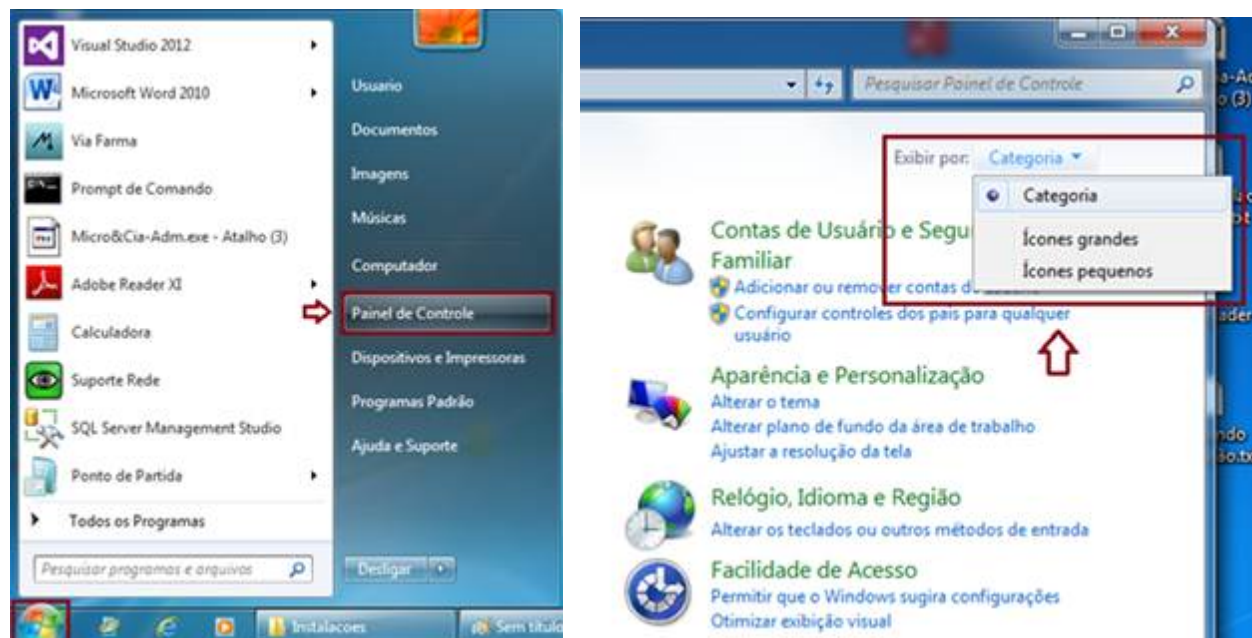 Visual Studio 2012
Microsoft Word 2010
Via Farma
Prompt de Comando
Micro&Cia-Adm.exe - Atalho (3)
Adobe Reader XI
Calculadora
Suporte Rede
SQL Server Management Studio
Ponto de Partida
Todos os Programas
Pesquisar programas e arquivos
Usuario
Documentos
Imagens
Músicas
Computador
Painel de Controle
Dispositivos e Impressoras
Programas Padrão
Ajuda e Suporte
Desligar
Instalacoes
Sem título
Pesquisar Painel de Controle
Exibir por: Categoria
Categoria
Ícones grandes
Ícones pequenos
Contas de Usuário e Segu
Familiar
Adicionar ou remover contas de
Configurar controles dos pais para qualquer
usuário
Aparência e Personalização
Alterar o tema
Alterar plano de fundo da área de trabalho
Ajustar a resolução da tela
Relógio, Idioma e Região
Alterar os teclados ou outros métodos de entrada
Facilidade de Acesso
Permitir que o Windows sugira configurações
Otimizar exibição visual